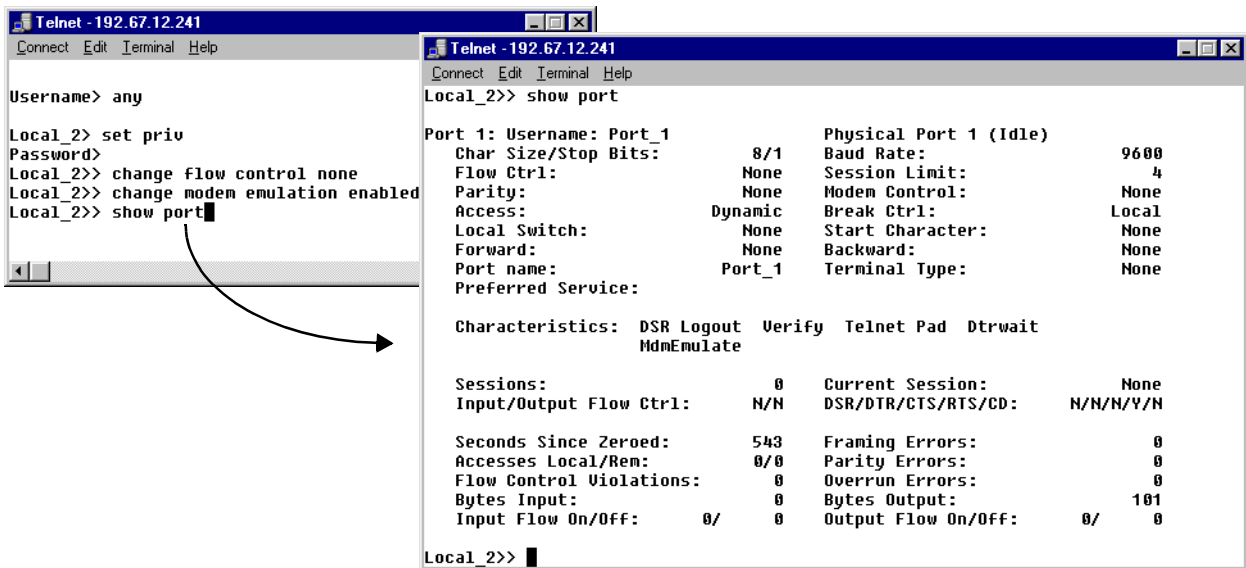 Telnet - 192.67.12.241
Connect Edit Terminal Help
Username> any
Local_2> set priv
Password>
Local_2>> change flow control none
Local_2>> change modem emulation enabled
Local_2>> show port
Telnet - 192.67.12.241
Connect Edit Terminal Help
Local_2>> show port
Port 1: Username: Port_1 Physical Port 1 (Idle)
Char Size/Stop Bits: 8/1 Baud Rate: 9600
Flow Ctrl: None Session Limit: 4
Parity: None Modem Control: None
Access: Dynamic Break Ctrl: Local
Local Switch: None Start Character: None
Forward: None Backward: None
Port name: Port_1 Terminal Type: None
Preferred Service:
Characteristics: DSR Logout Verify Telnet Pad Dtrwait
MdmEmulate
Sessions: 0 Current Session: None
Input/Output Flow Ctrl: N/N DSR/DTR/CTS/RTS/CD: N/N/N/Y/N
Seconds Since Zeroed: 543 Framing Errors: 0
Accesses Local/Rem: 0/0 Parity Errors: 0
Flow Control Violations: 0 Overrun Errors: 0
Bytes Input: 0 Bytes Output: 101
Input Flow On/Off: 0/ 0 Output Flow On/Off: 0/ 0
Local_2>>